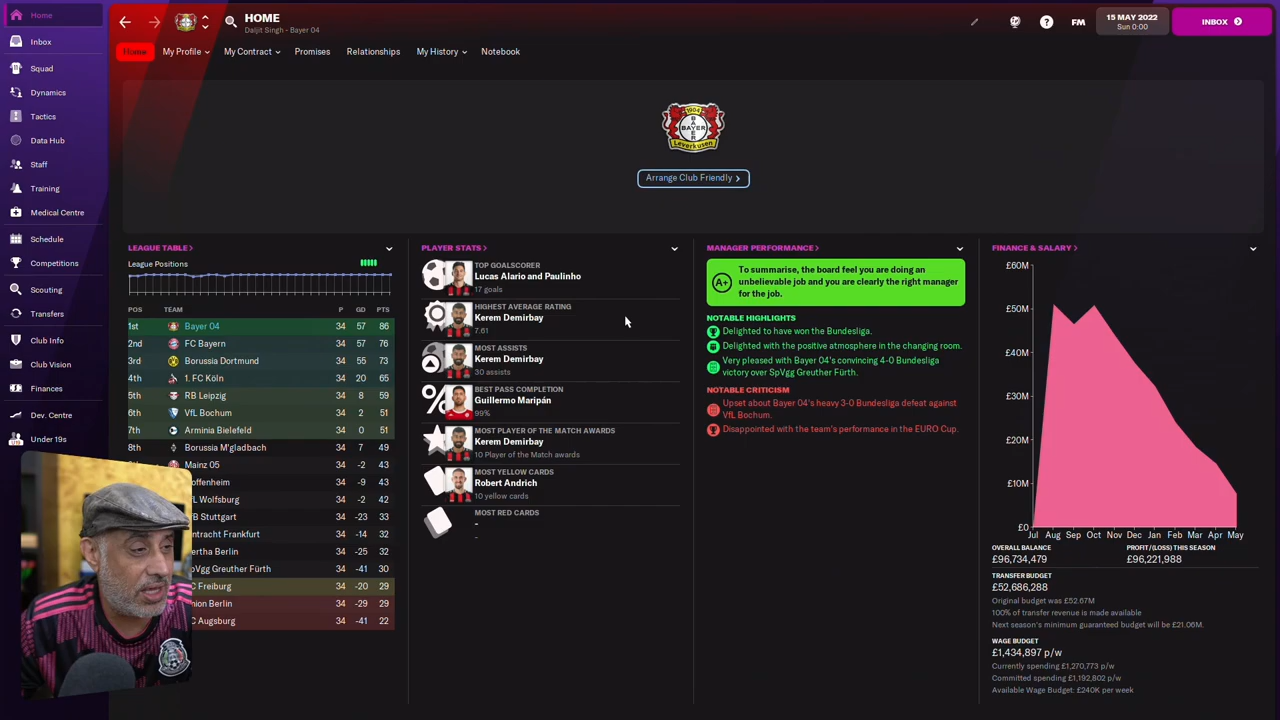 Home
Inbox
Squad
Dynamics
Tactics
Data Hub
Staff
Training
Medical Centre
Schedule
Competitions
Scouting
Transfers
Club Info
Club Vision
Finances
Dev. Centre
Under 19s
HOME
Daljit Singh - Bayer 04
FM
15 MAY 2022
Sun 0:00
INBOX
Home
My Profile
My Contract
Promises
Relationships
My History
Notebook
1904
BAYER
Leverkusen
Arrange Club Friendly >
LEAGUE TABLE >
League Positions
POS TEAM P GD PTS
1st Bayer 04 34 57 86
2nd FC Bayern 34 57 76
3rd Borussia Dortmund 34 55 73
4th 1. FC Köln 34 20 65
5th RB Leipzig 34 8 59
6th VfL Bochum 34 2 51
7th Arminia Bielefeld 34 0 51
8th Borussia M'gladbach 34 7 49
Mainz 05 34 -2 43
offenheim 34 -9 43
fL Wolfsburg 34 -2 42
B Stuttgart 34 -23 33
ntracht Frankfurt 34 -14 32
ertha Berlin 34 -25 32
pVgg Greuther Fürth 34 -41 30
C Freiburg 34 -20 29
nion Berlin 34 -29 29
C Augsburg 34 -41 22
PLAYER STATS >
TOP GOALSCORER
Lucas Alario and Paulinho
17 goals
HIGHEST AVERAGE RATING
Kerem Demirbay
7.61
MOST ASSISTS
Kerem Demirbay
30 assists
BEST PASS COMPLETION
Guillermo Maripán
99%
MOST PLAYER OF THE MATCH AWARDS
Kerem Demirbay
10 Player of the Match awards
MOST YELLOW CARDS
Robert Andrich
10 yellow cards
MOST RED CARDS
-
-
MANAGER PERFORMANCE >
A+
To summarise, the board feel you are doing an
unbelievable job and you are clearly the right manager
for the job.
NOTABLE HIGHLIGHTS
Delighted to have won the Bundesliga.
Delighted with the positive atmosphere in the changing room.
Very pleased with Bayer 04's convincing 4-0 Bundesliga
victory over SpVgg Greuther Fürth.
NOTABLE CRITICISM
Upset about Bayer 04's heavy 3-0 Bundesliga defeat against
VfL Bochum.
Disappointed with the team's performance in the EURO Cup.
FINANCE & SALARY >
£60M
£50M
£40M
£30M
£20M
£10M
£0
Jul Aug Sep Oct Nov Dec Jan Feb Mar Apr May
OVERALL BALANCE
£96,734,479
PROFIT/(LOSS) THIS SEASON
£96,221,988
TRANSFER BUDGET
£52,686,288
Original budget was £52.67M
100% of transfer revenue is made available
Next season's minimum guaranteed budget will be £21.06M.
WAGE BUDGET
£1,434,897 p/w
Currently spending £1,270,773 p/w
Committed spending £1,192,802 p/w
Available Wage Budget: £240K per week